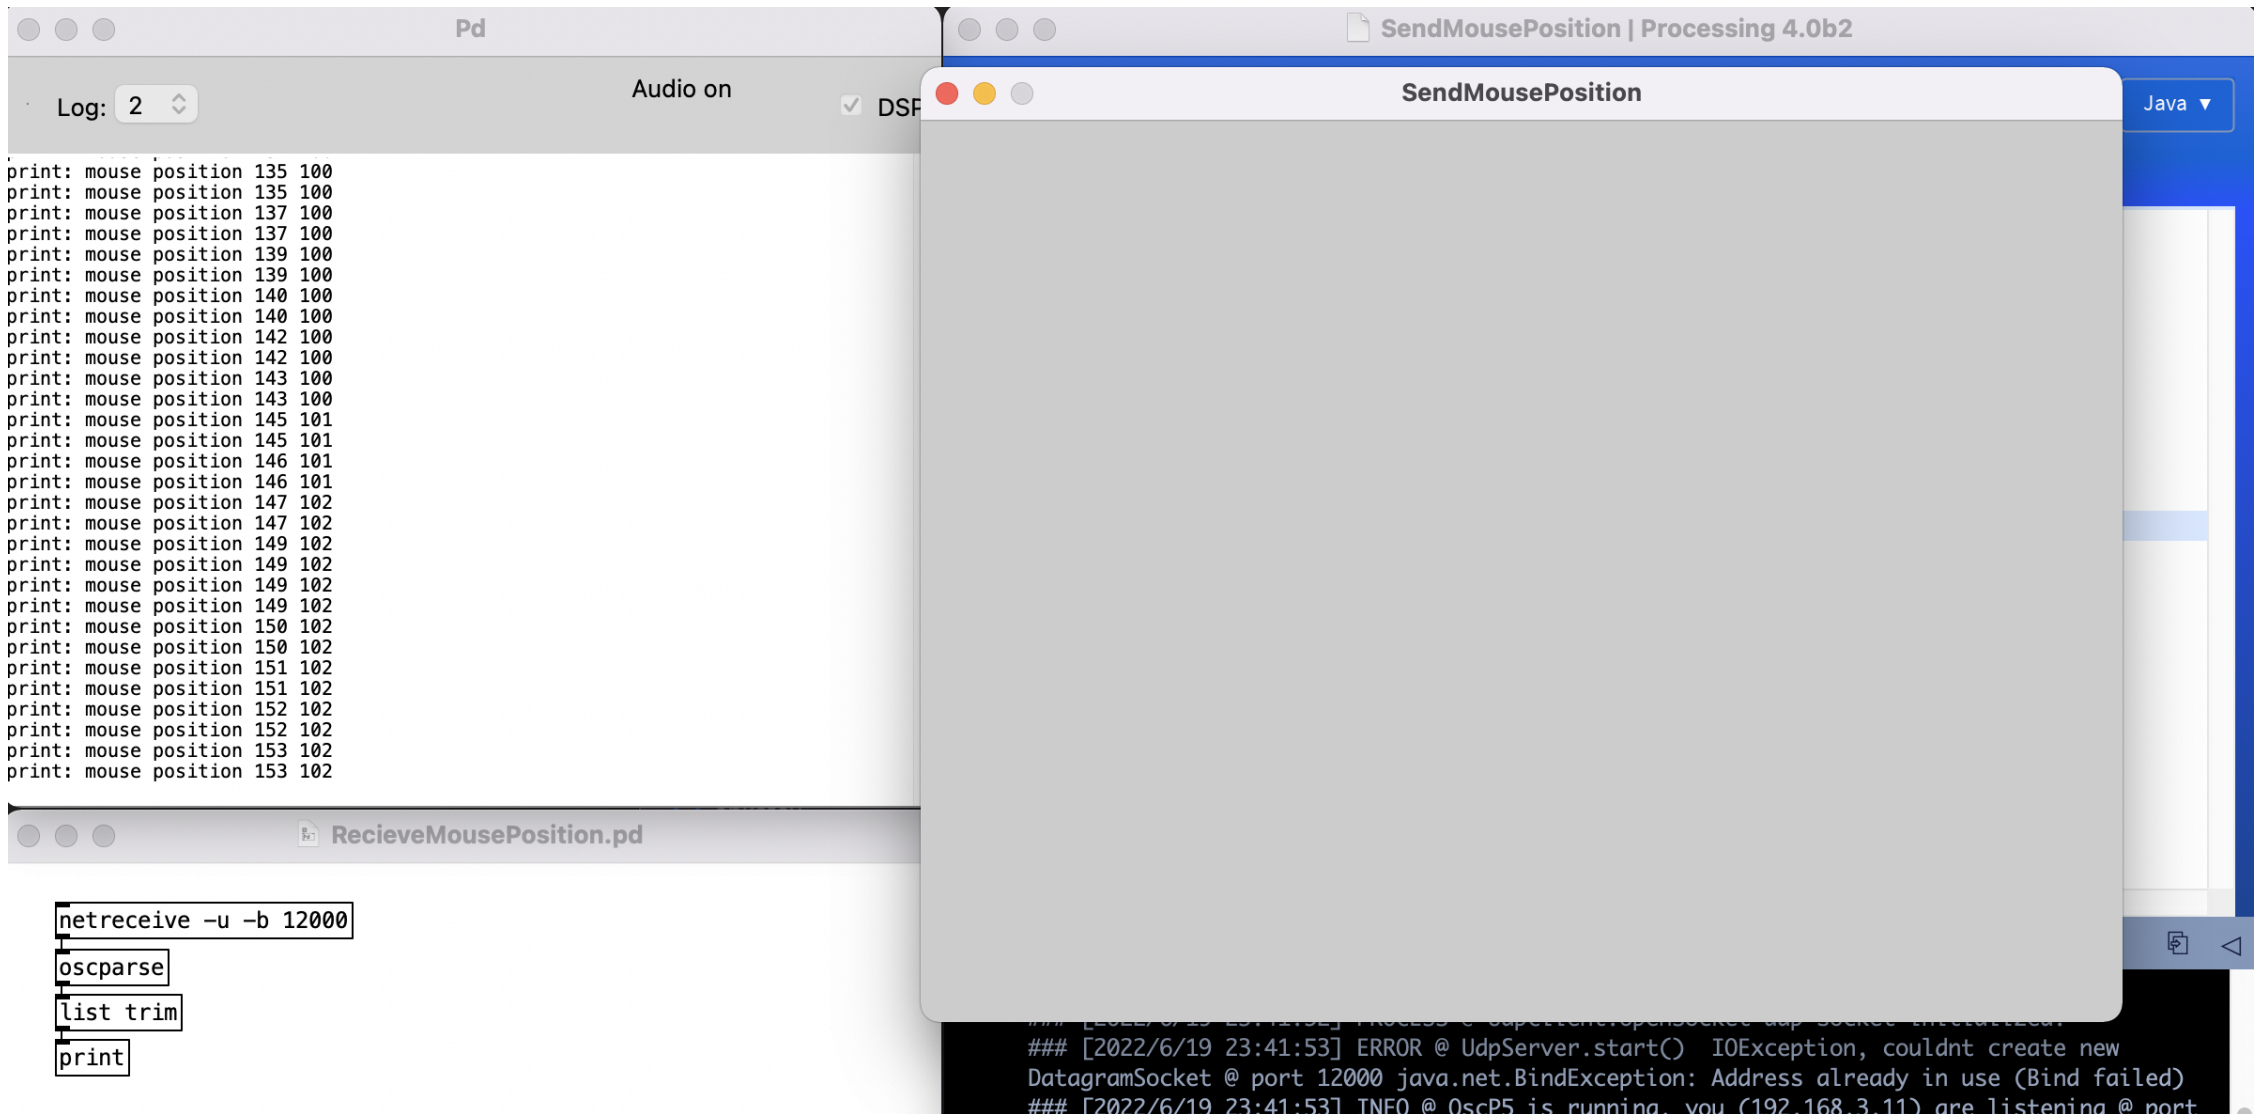 Pd
Log: 2
Audio on
DSP
print: mouse position 135 100
print: mouse position 135 100
print: mouse position 137 100
print: mouse position 137 100
print: mouse position 139 100
print: mouse position 139 100
print: mouse position 140 100
print: mouse position 140 100
print: mouse position 142 100
print: mouse position 142 100
print: mouse position 143 100
print: mouse position 143 100
print: mouse position 145 101
print: mouse position 145 101
print: mouse position 146 101
print: mouse position 146 101
print: mouse position 147 102
print: mouse position 147 102
print: mouse position 149 102
print: mouse position 149 102
print: mouse position 149 102
print: mouse position 149 102
print: mouse position 150 102
print: mouse position 150 102
print: mouse position 151 102
print: mouse position 151 102
print: mouse position 152 102
print: mouse position 152 102
print: mouse position 153 102
print: mouse position 153 102
RecieveMousePosition.pd
netreceive -u -b 12000
oscparse
list trim
print
SendMousePosition | Processing 4.0b2
SendMousePosition
Java
### [2022/6/19 23:41:53] ERROR @ UdpServer.start()  IOException, couldnt create new
DatagramSocket @ port 12000 java.net.BindException: Address already in use (Bind failed)
### [2022/6/19 23:41:53] INFO @ OscP5 is running. you (192.168.3.11) are listening @ port